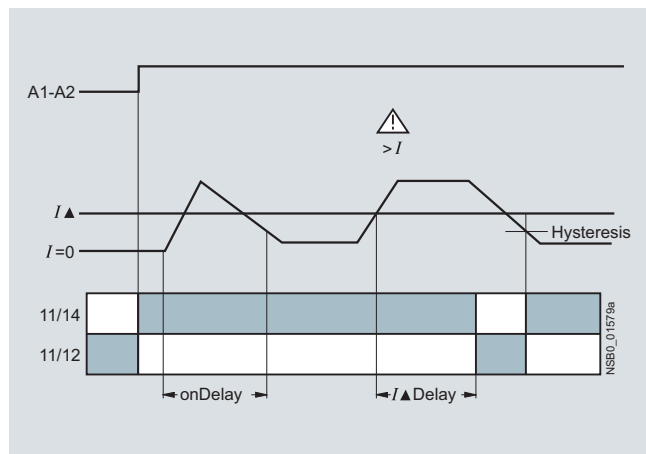 A1-A2
> I
I▲
Hysteresis
I=0
11/14
11/12
onDelay
I▲Delay
NSB0_01579a